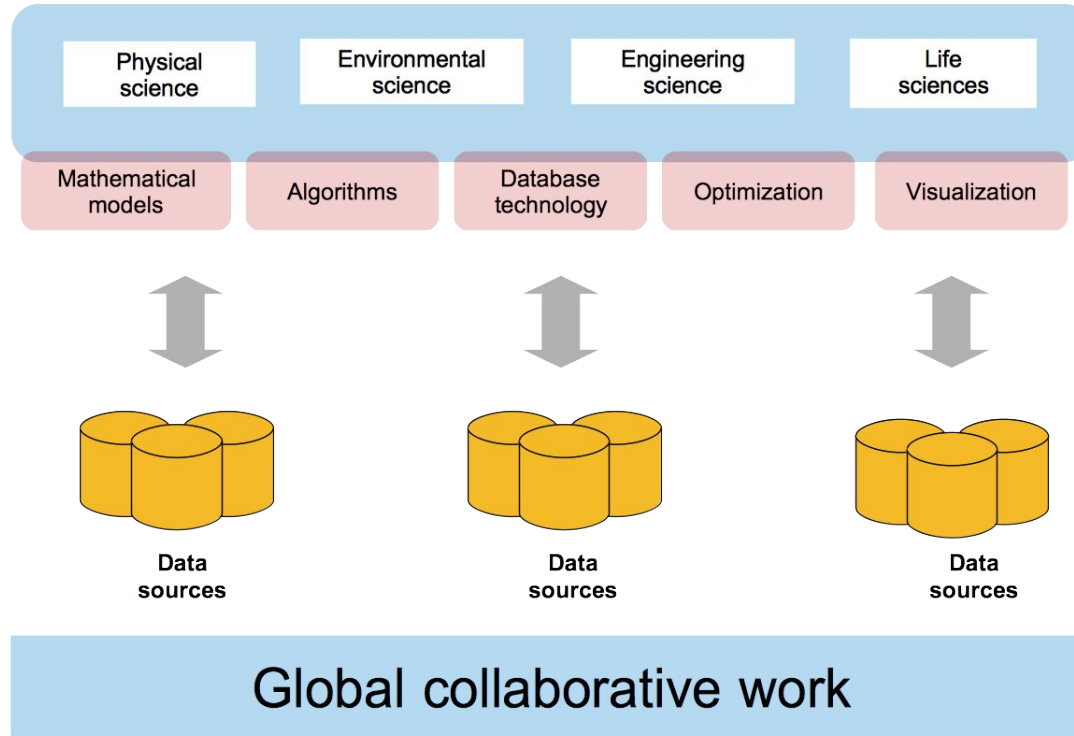 Physical
science
Environmental
science
Engineering
science
Life
sciences
Mathematical
models
Algorithms
Database
technology
Optimization
Visualization
Data
sources
Data
sources
Data
sources
Global collaborative work